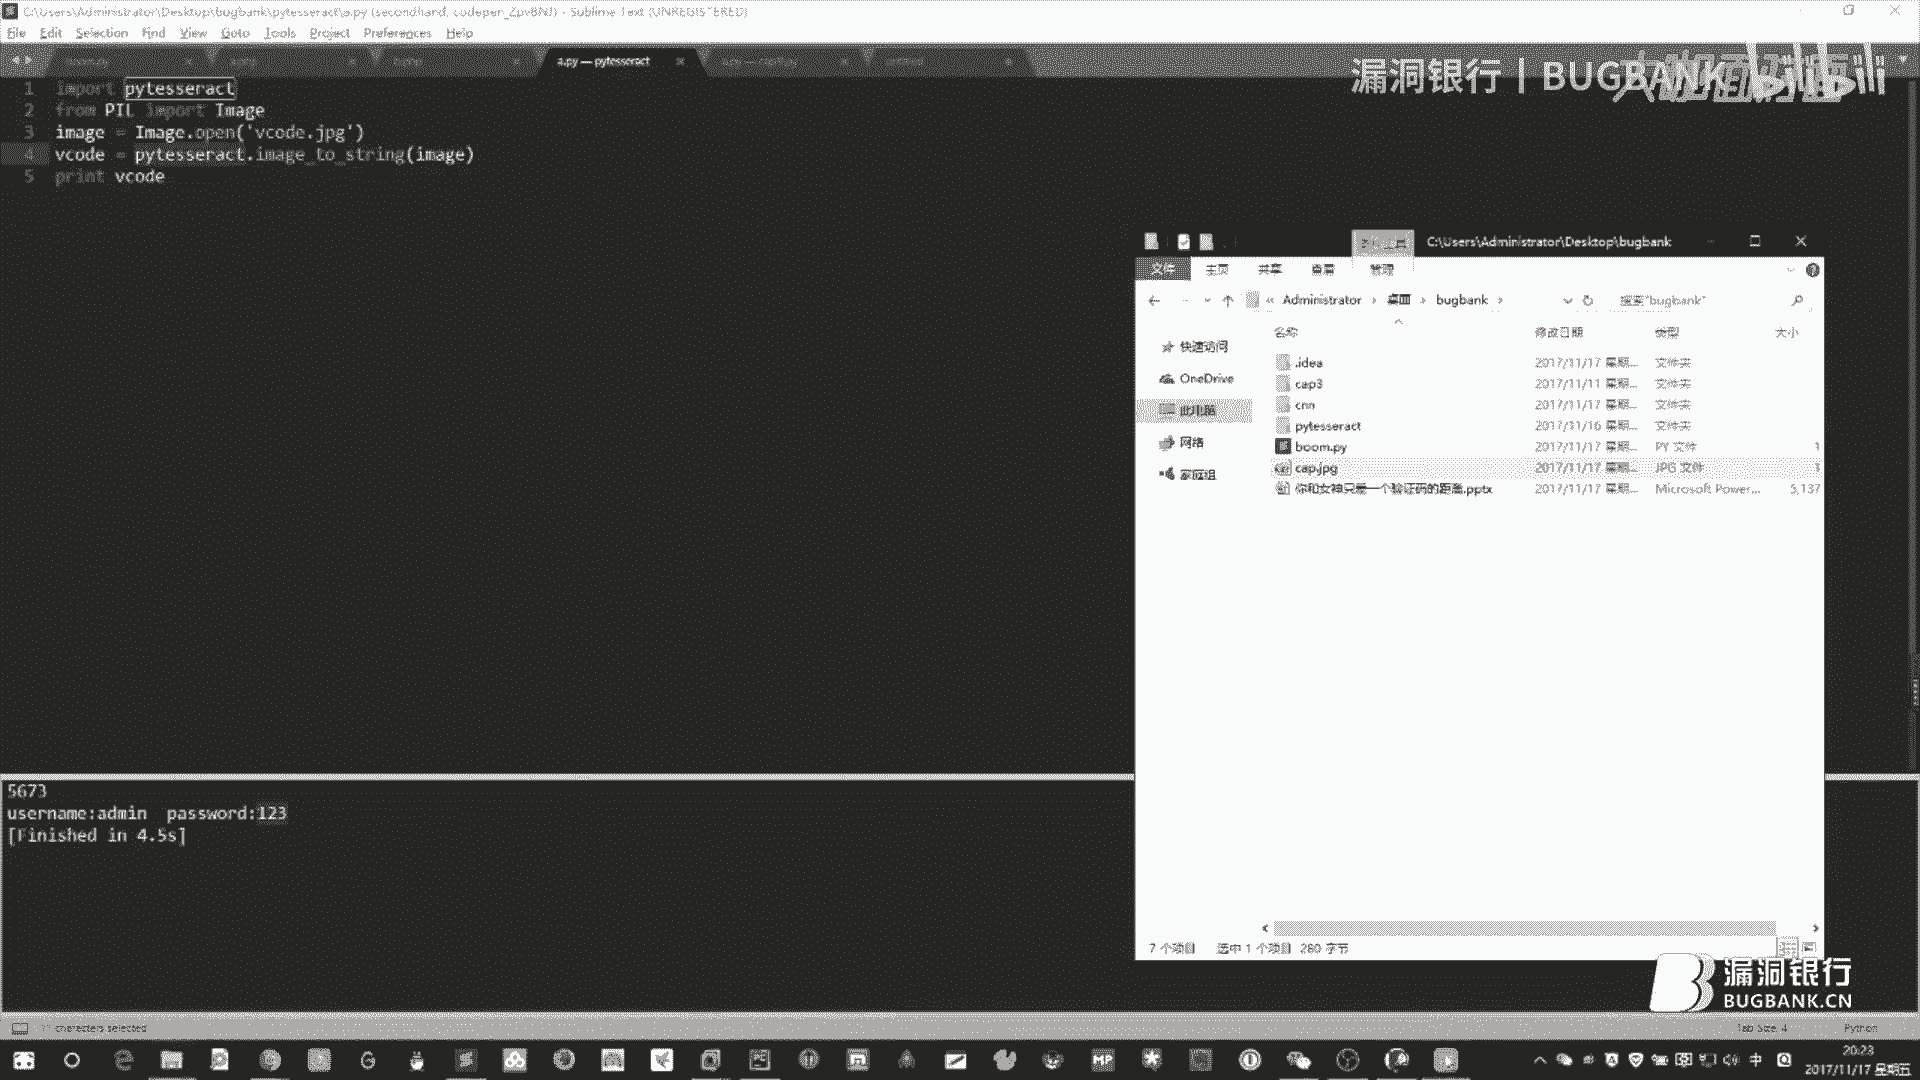 C:\Users\Administrator\Desktop\bugbank\pytesseract\a.py (secondhand, codepen_ZpvBNJ) - Sublime Text (UNREGISTERED)
File Edit Selection Find View Goto Tools Project Preferences Help
a.py — pytesseract
漏洞银行 | BUGBANK
bilibili
1 import pytesseract
2 from PIL import Image
3 image = Image.open('vcode.jpg')
4 vcode = pytesseract.image_to_string(image)
5 print vcode
C:\Users\Administrator\Desktop\bugbank
文件 主页 共享 查看 管理
Administrator › 桌面 › bugbank ›
搜索"bugbank"
名称 修改日期 类型 大小
快速访问
OneDrive
此电脑
网络
家庭组
.idea 2017/11/17 星期... 文件夹
cap3 2017/11/11 星期... 文件夹
cnn 2017/11/17 星期... 文件夹
pytesseract 2017/11/16 星期... 文件夹
boom.py 2017/11/17 星期... PY 文件 1
cap.jpg 2017/11/17 星期... JPG 文件 1
你和女神只是一个验证码的距离.pptx 2017/11/17 星期... Microsoft Power... 5,137
7 个项目 选中 1 个项目 280 字节
5673
username:admin password:123
[Finished in 4.5s]
漏洞银行
BUGBANK.CN
characters selected
Tab Size: 4 Python
中
20:23
2017/11/17 星期五